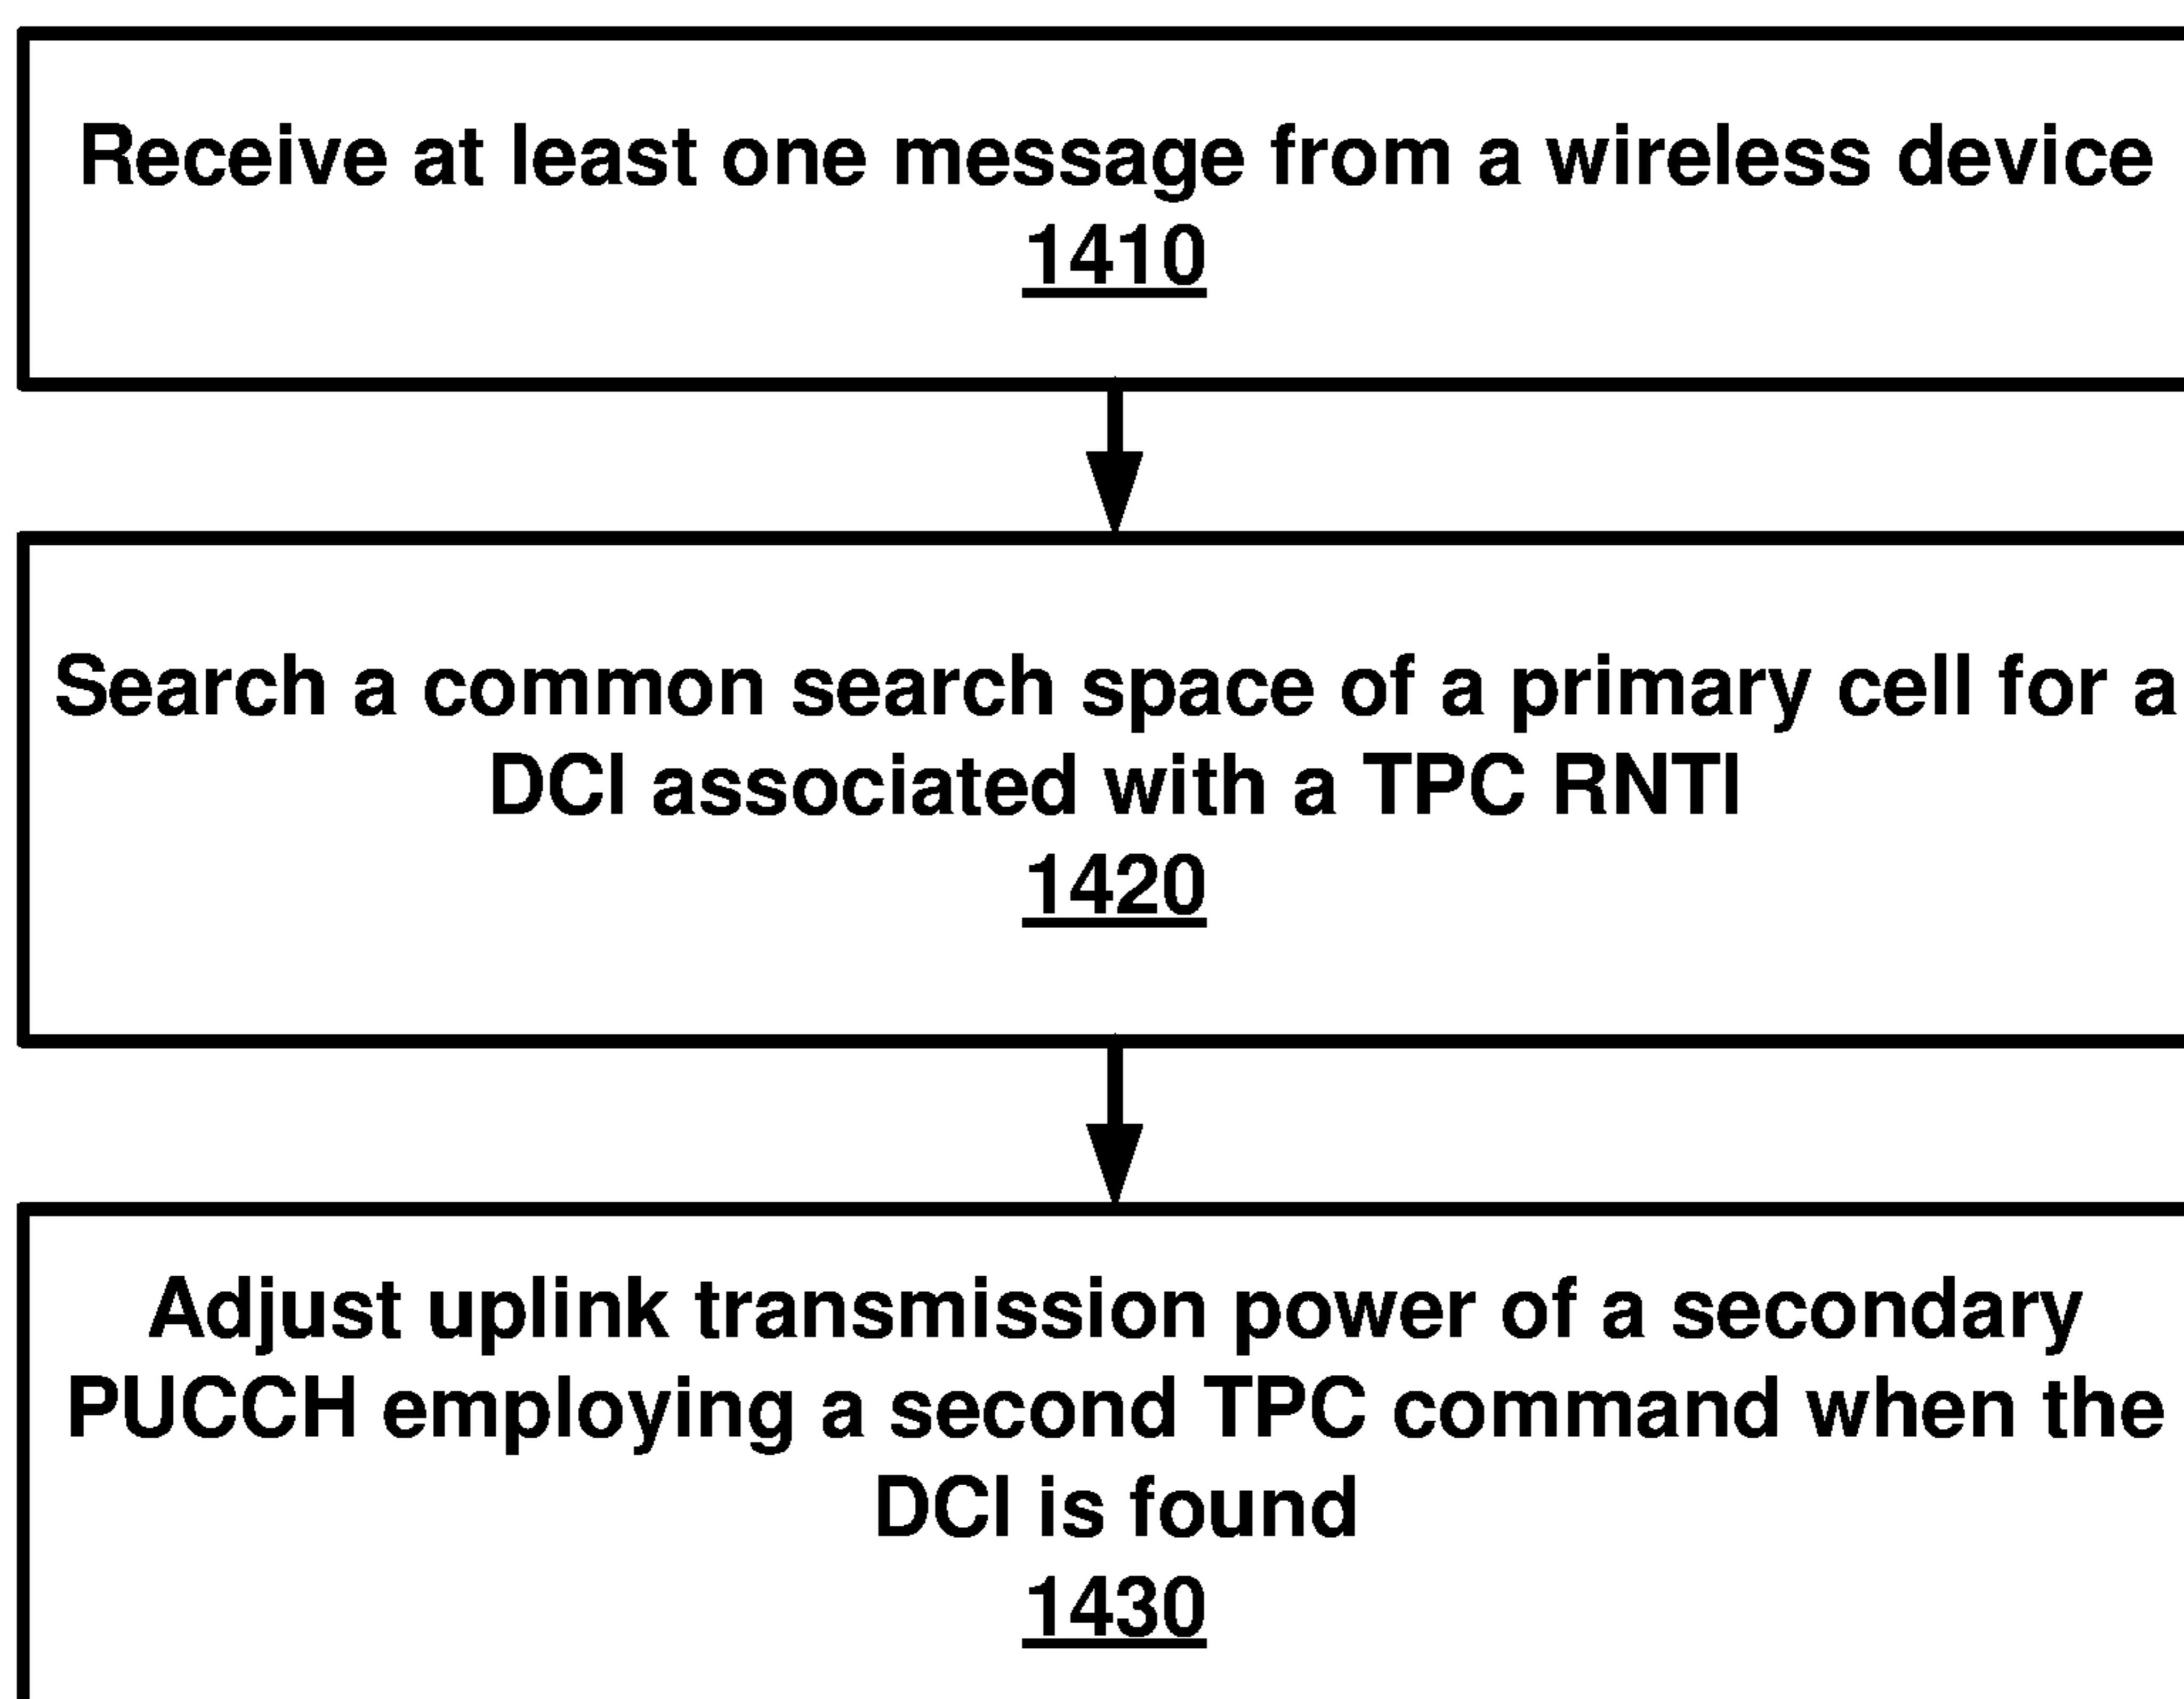 Receive at least one message from a wireless device
1410
Search a common search space of a primary cell for a
DCI associated with a TPC RNTI
1420
Adjust uplink transmission power of a secondary
PUCCH employing a second TPC command when the
DCI is found
1430